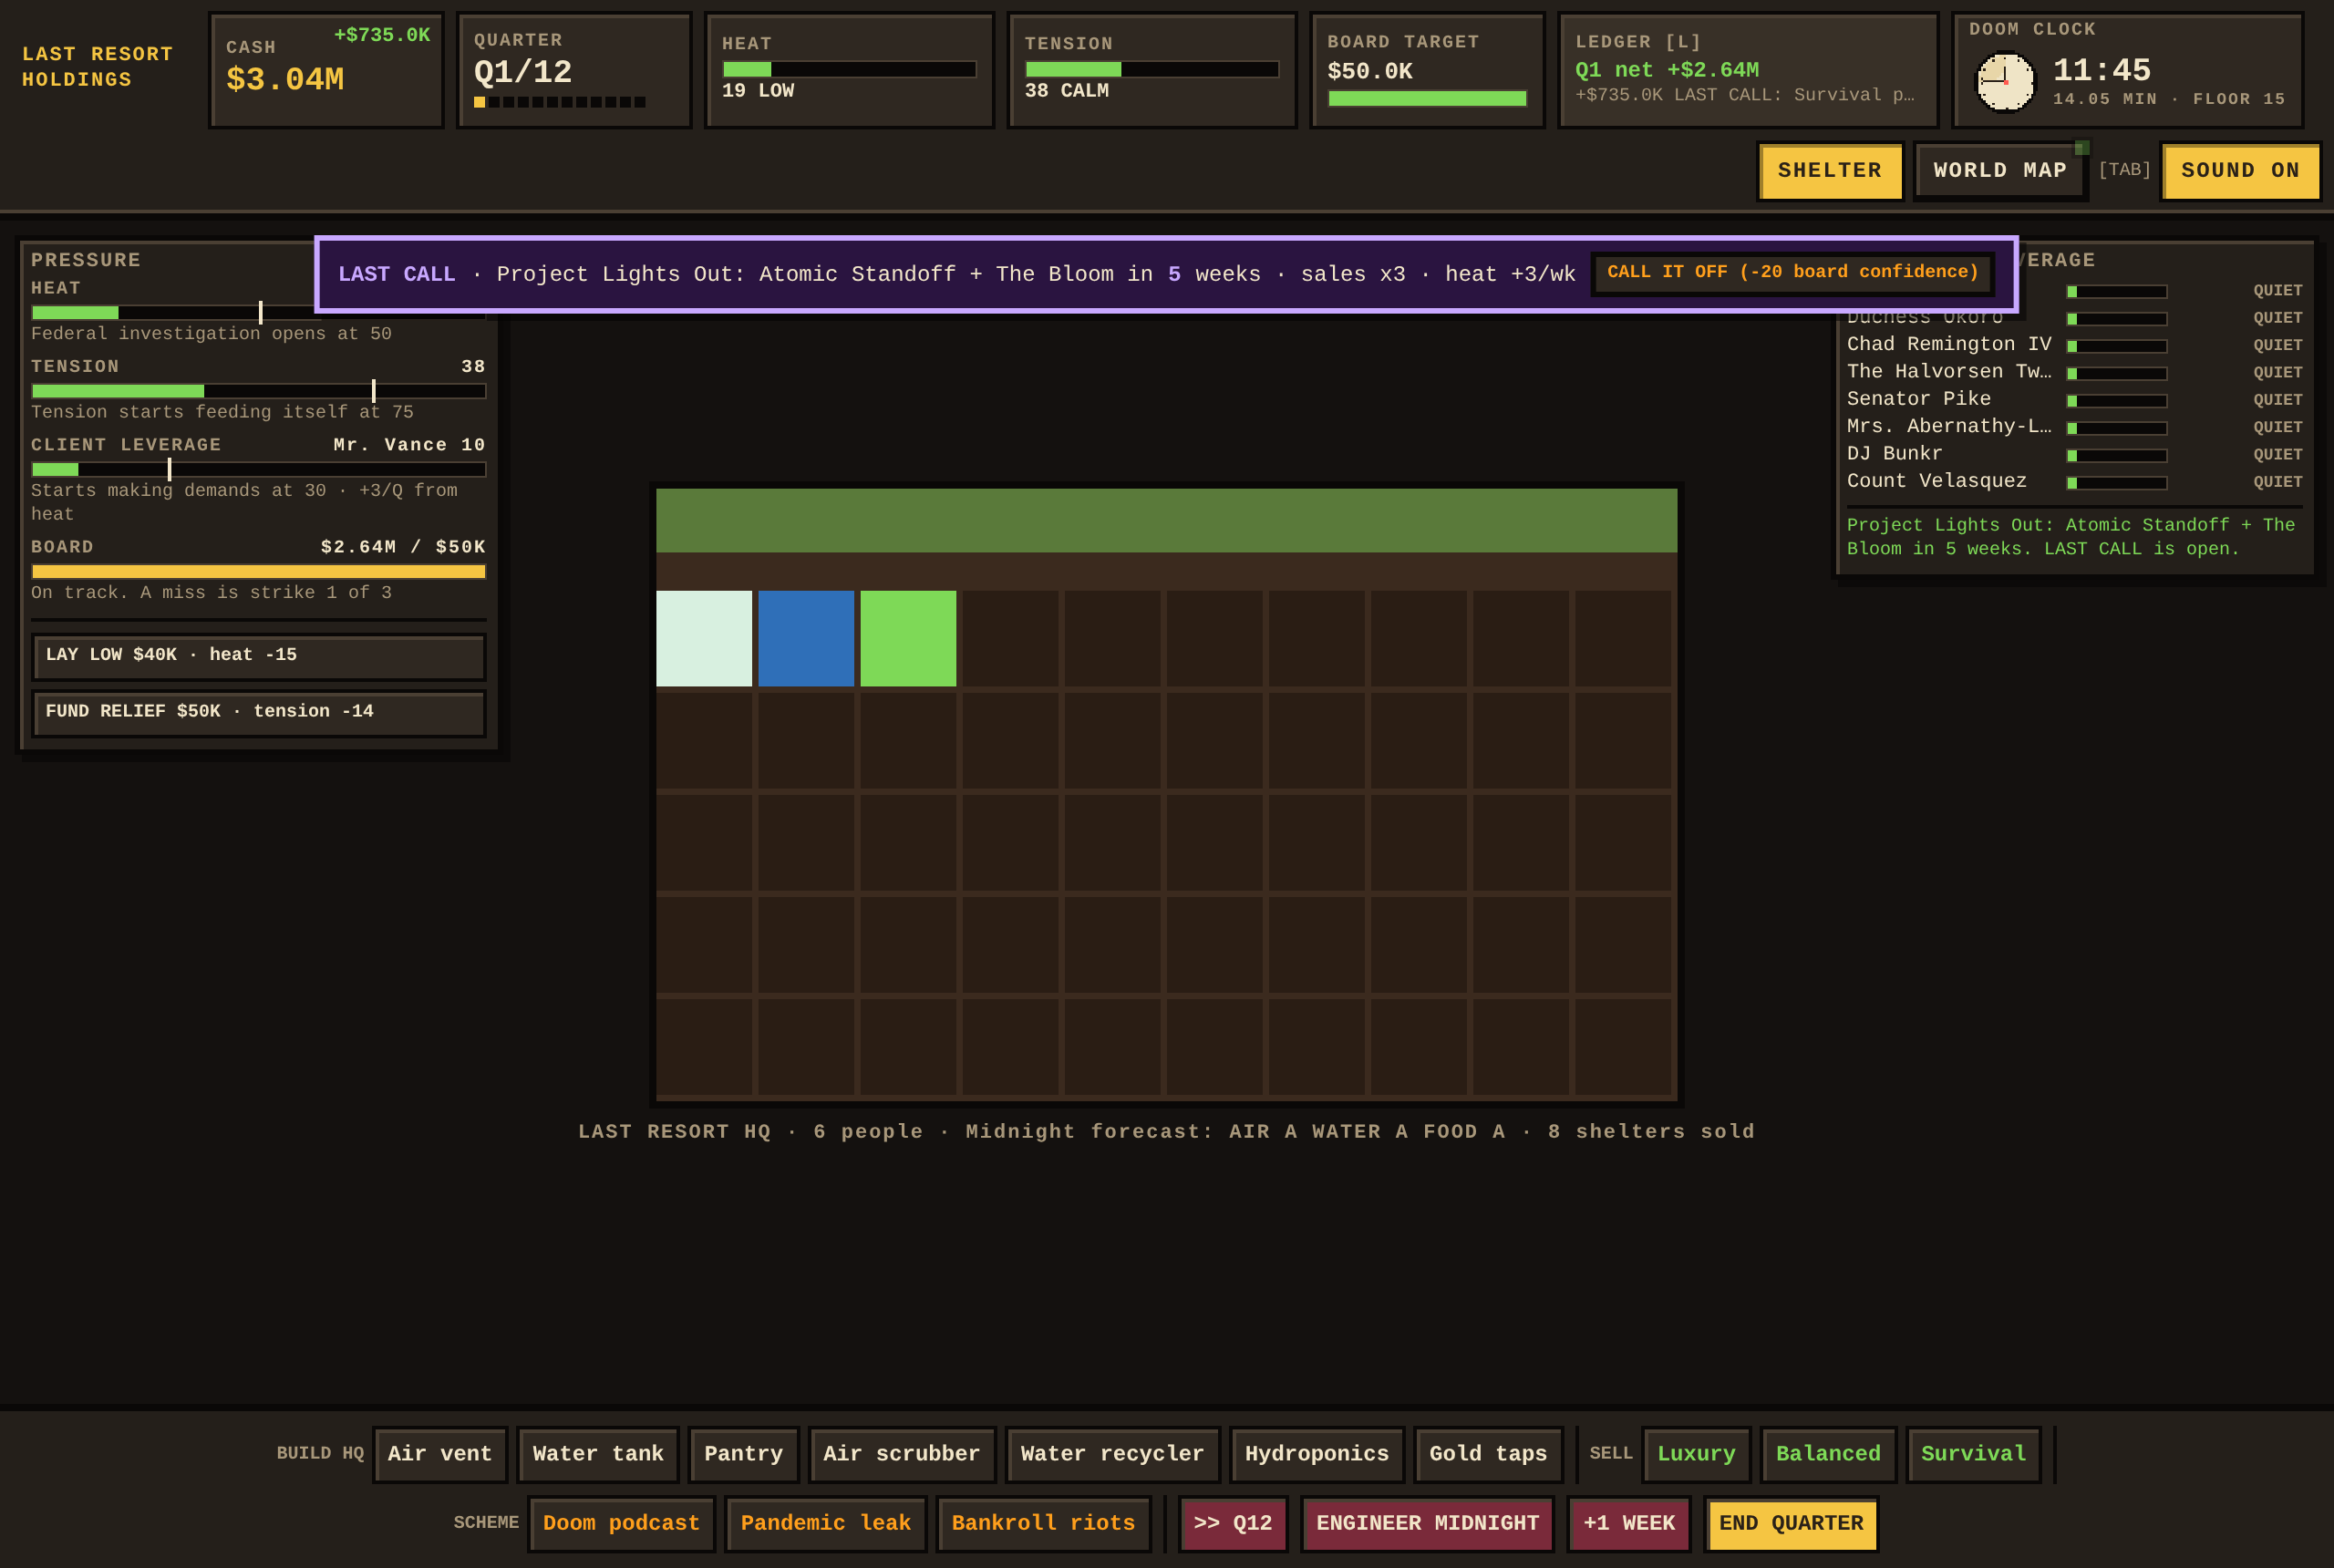 LAST RESORT
HOLDINGS
CASH
+$735.0K
$3.04M
QUARTER
Q1/12
HEAT
19 LOW
TENSION
38 CALM
BOARD TARGET
$50.0K
LEDGER [L]
Q1 net +$2.64M
+$735.0K LAST CALL: Survival p…
DOOM CLOCK
11:45
14.05 MIN · FLOOR 15
SHELTER
WORLD MAP
[TAB]
SOUND ON
LAST CALL · Project Lights Out: Atomic Standoff + The Bloom in 5 weeks · sales x3 · heat +3/wk
CALL IT OFF (-20 board confidence)
PRESSURE
HEAT
Federal investigation opens at 50
TENSION 38
Tension starts feeding itself at 75
CLIENT LEVERAGE Mr. Vance 10
Starts making demands at 30 · +3/Q from
heat
BOARD $2.64M / $50K
On track. A miss is strike 1 of 3
LAY LOW $40K · heat -15
FUND RELIEF $50K · tension -14
ERAGE
QUIET
Duchess Okoro QUIET
Chad Remington IV QUIET
The Halvorsen Tw… QUIET
Senator Pike QUIET
Mrs. Abernathy-L… QUIET
DJ Bunkr QUIET
Count Velasquez QUIET
Project Lights Out: Atomic Standoff + The
Bloom in 5 weeks. LAST CALL is open.
LAST RESORT HQ · 6 people · Midnight forecast: AIR A WATER A FOOD A · 8 shelters sold
BUILD HQ
Air vent
Water tank
Pantry
Air scrubber
Water recycler
Hydroponics
Gold taps
SELL
Luxury
Balanced
Survival
SCHEME
Doom podcast
Pandemic leak
Bankroll riots
>> Q12
ENGINEER MIDNIGHT
+1 WEEK
END QUARTER